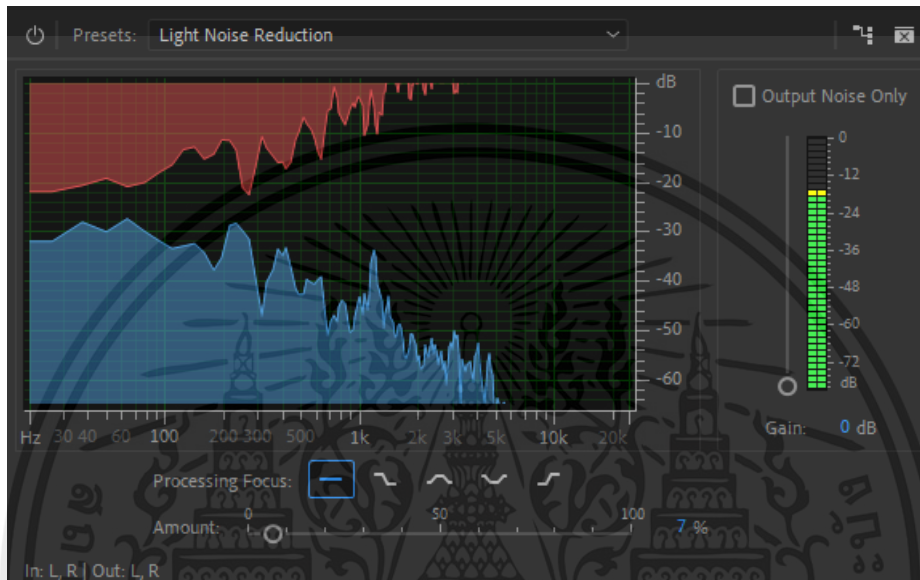 Presets: Light Noise Reduction
dB
-10
-20
-30
-40
-50
-60
Hz 30 40 60 100 200 300 500 1k 2k 3k 5k 10k 20k
Output Noise Only
0
-12
-24
-36
-48
-60
-72
dB
Gain: 0 dB
Processing Focus:
Amount: 0 50 100 7 %
In: L, R | Out: L, R